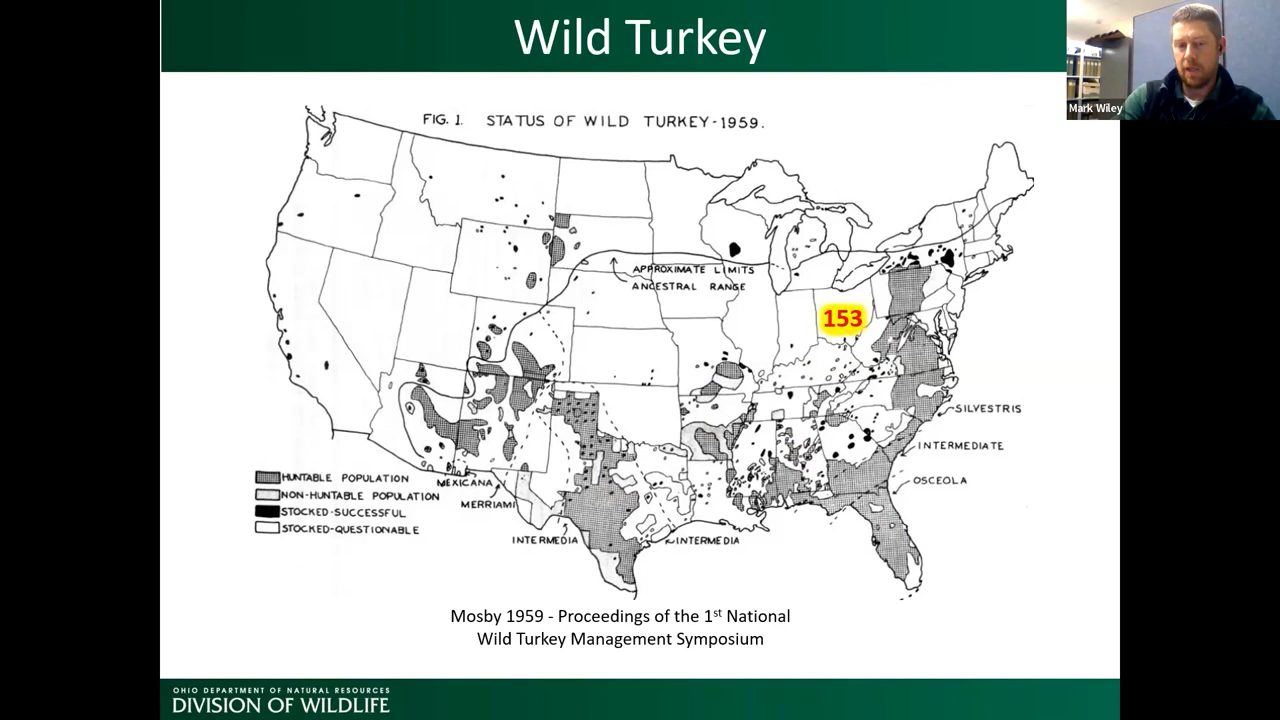 Wild Turkey
Mark Wiley
FIG. 1. STATUS OF WILD TURKEY-1959.
APPROXIMATE LIMITS
ANCESTRAL RANGE
153
SILVESTRIS
INTERMEDIATE
OSCEOLA
HUNTABLE POPULATION
NON-HUNTABLE POPULATION
STOCKED-SUCCESSFUL
STOCKED-QUESTIONABLE
MEXICANA
MERRIAMI
INTERMEDIA
INTERMEDIA
Mosby 1959 - Proceedings of the 1st National
Wild Turkey Management Symposium
OHIO DEPARTMENT OF NATURAL RESOURCES
DIVISION OF WILDLIFE